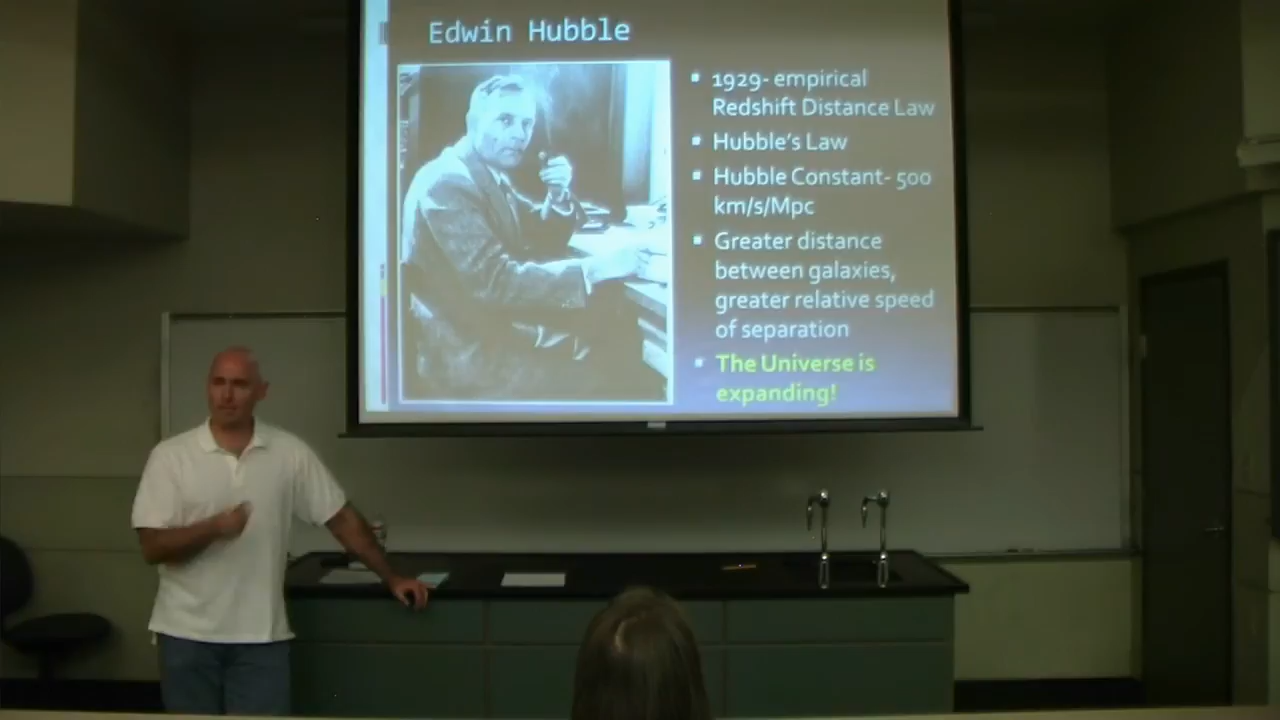 Edwin Hubble
1929- empirical
Redshift Distance Law
Hubble's Law
Hubble Constant- 500
km/s/Mpc
Greater distance
between galaxies,
greater relative speed
of separation
The Universe is
expanding!